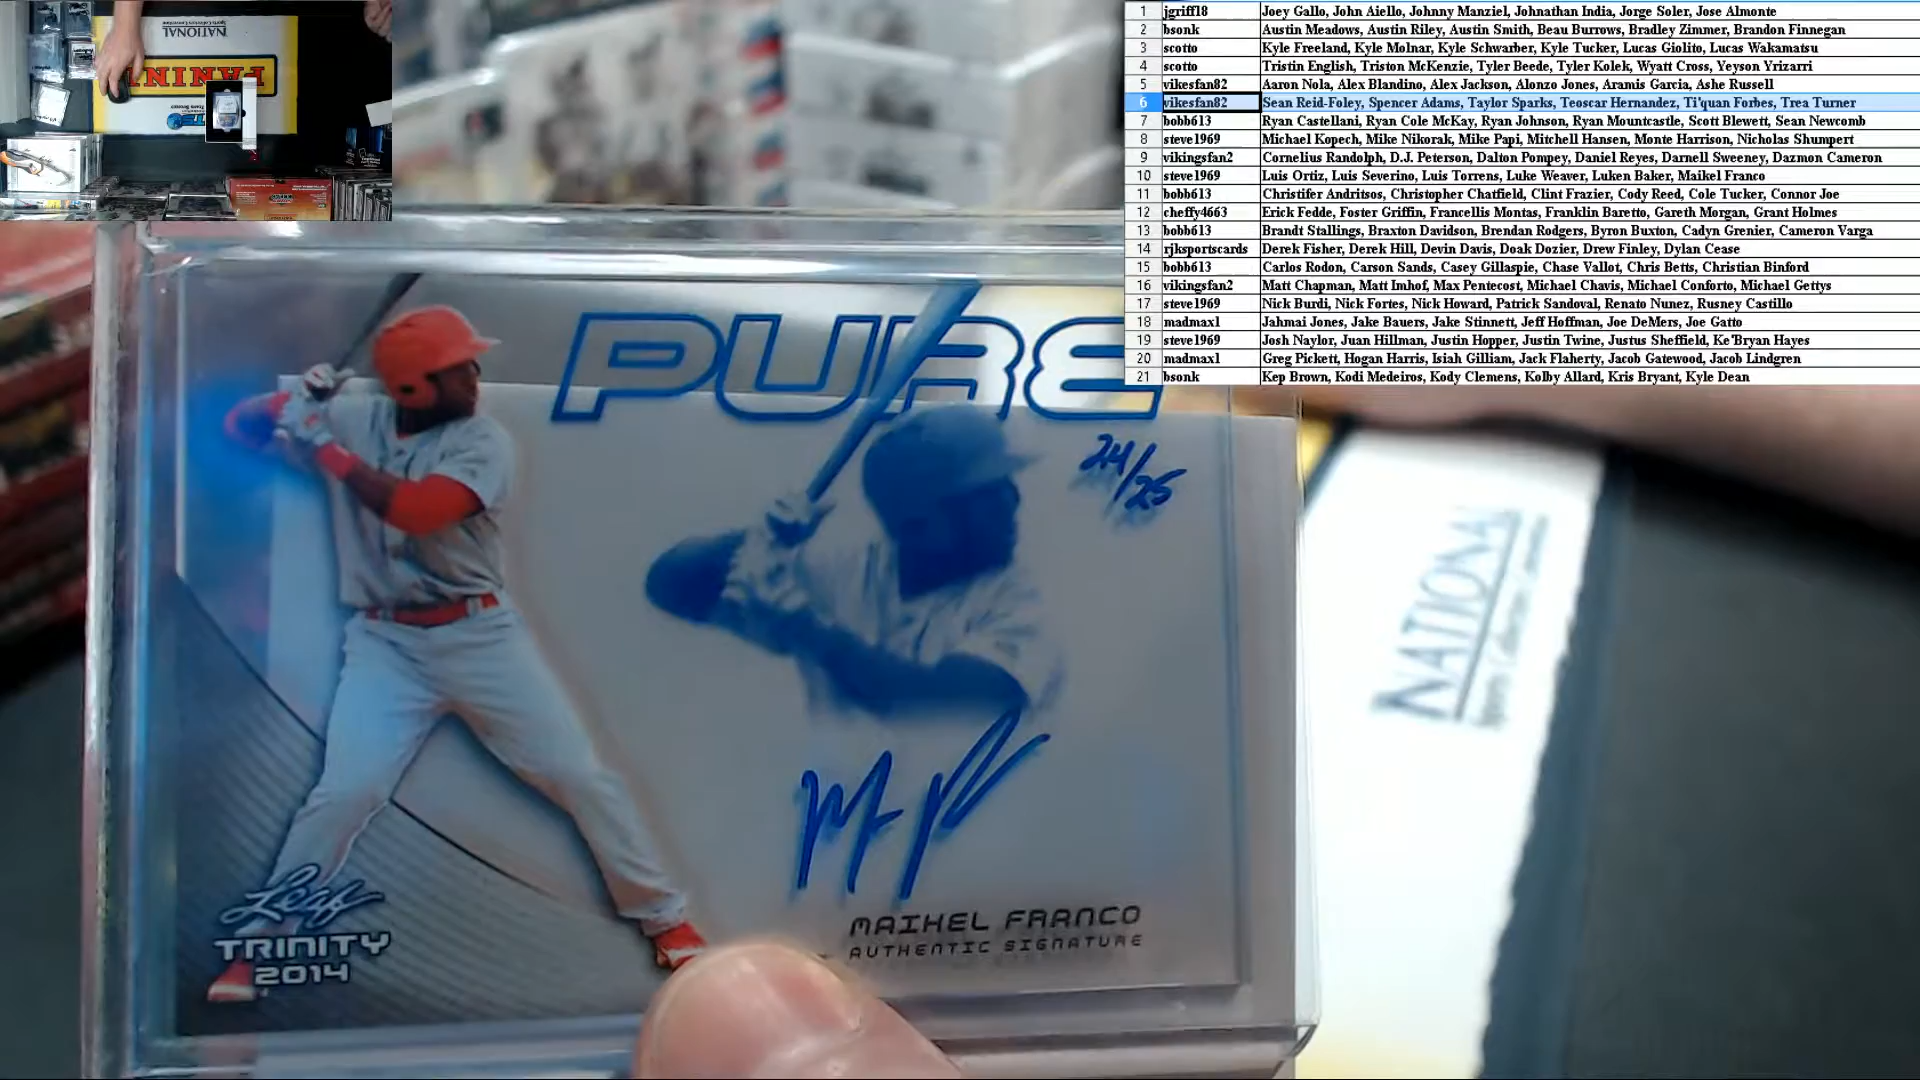 NATIONAL
PANINI
1 jgriff18 Joey Gallo, John Aiello, Johnny Manziel, Johnathan India, Jorge Soler, Jose Almonte
2 bsonk Austin Meadows, Austin Riley, Austin Smith, Beau Burrows, Bradley Zimmer, Brandon Finnegan
3 scotto Kyle Freeland, Kyle Molnar, Kyle Schwarber, Kyle Tucker, Lucas Giolito, Lucas Wakamatsu
4 scotto Tristin English, Triston McKenzie, Tyler Beede, Tyler Kolek, Wyatt Cross, Yeyson Yrizarri
5 vikesfan82 Aaron Nola, Alex Blandino, Alex Jackson, Alonzo Jones, Aramis Garcia, Ashe Russell
6 vikesfan82 Sean Reid-Foley, Spencer Adams, Taylor Sparks, Teoscar Hernandez, Ti'quan Forbes, Trea Turner
7 bobb613 Ryan Castellani, Ryan Cole McKay, Ryan Johnson, Ryan Mountcastle, Scott Blewett, Sean Newcomb
8 steve1969 Michael Kopech, Mike Nikorak, Mike Papi, Mitchell Hansen, Monte Harrison, Nicholas Shumpert
9 vikingsfan2 Cornelius Randolph, D.J. Peterson, Dalton Pompey, Daniel Reyes, Darnell Sweeney, Dazmon Cameron
10 steve1969 Luis Ortiz, Luis Severino, Luis Torrens, Luke Weaver, Luken Baker, Maikel Franco
11 bobb613 Christifer Andritsos, Christopher Chatfield, Clint Frazier, Cody Reed, Cole Tucker, Connor Joe
12 cheffy4663 Erick Fedde, Foster Griffin, Francellis Montas, Franklin Baretto, Gareth Morgan, Grant Holmes
13 bobb613 Brandt Stallings, Braxton Davidson, Brendan Rodgers, Byron Buxton, Cadyn Grenier, Cameron Varga
14 rjksportscards Derek Fisher, Derek Hill, Devin Davis, Doak Dozier, Drew Finley, Dylan Cease
15 bobb613 Carlos Rodon, Carson Sands, Casey Gillaspie, Chase Vallot, Chris Betts, Christian Binford
16 vikingsfan2 Matt Chapman, Matt Imhof, Max Pentecost, Michael Chavis, Michael Conforto, Michael Gettys
17 steve1969 Nick Burdi, Nick Fortes, Nick Howard, Patrick Sandoval, Renato Nunez, Rusney Castillo
18 madmax1 Jahmai Jones, Jake Bauers, Jake Stinnett, Jeff Hoffman, Joe DeMers, Joe Gatto
19 steve1969 Josh Naylor, Juan Hillman, Justin Hopper, Justin Twine, Justus Sheffield, Ke'Bryan Hayes
20 madmax1 Greg Pickett, Hogan Harris, Isiah Gilliam, Jack Flaherty, Jacob Gatewood, Jacob Lindgren
21 bsonk Kep Brown, Kodi Medeiros, Kody Clemens, Kolby Allard, Kris Bryant, Kyle Dean
PURE
24/25
MAIKEL FRANCO
AUTHENTIC SIGNATURE
Leaf
TRINITY
2014
NATIONAL